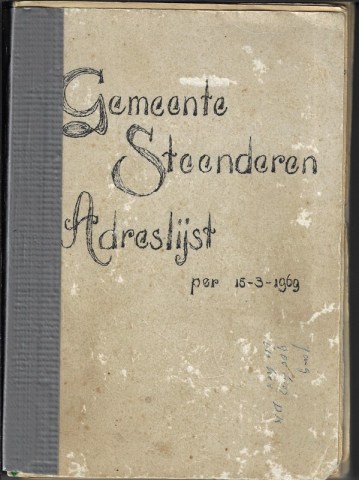 Gemeente
Steenderen
Adreslijst
per 15-3-1969